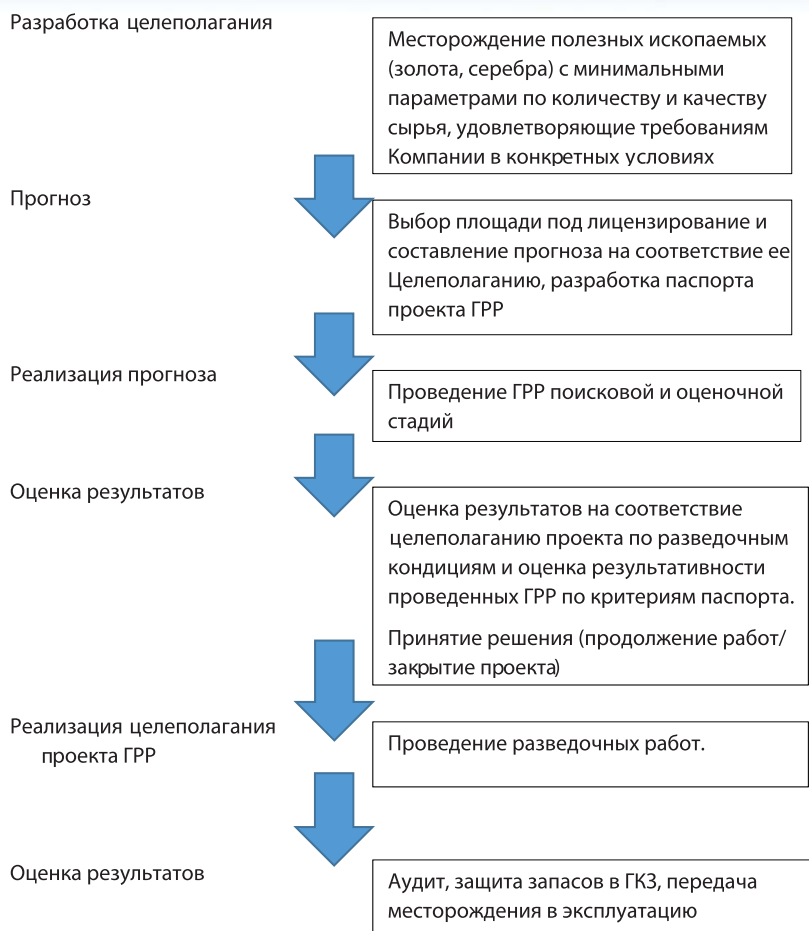 Разработка целеполагания
Месторождение полезных ископаемых
(золота, серебра) с минимальными
параметрами по количеству и качеству
сырья, удовлетворяющие требованиям
Компании в конкретных условиях
Прогноз
Выбор площади под лицензирование и
составление прогноза на соответствие ее
Целеполаганию, разработка паспорта
проекта ГРР
Реализация прогноза
Проведение ГРР поисковой и оценочной
стадий
Оценка результатов
Оценка результатов на соответствие
целеполаганию проекта по разведочным
кондициям и оценка результативности
проведенных ГРР по критериям паспорта.
Принятие решения (продолжение работ/
закрытие проекта)
Реализация целеполагания
проекта ГРР
Проведение разведочных работ.
Оценка результатов
Аудит, защита запасов в ГКЗ, передача
месторождения в эксплуатацию